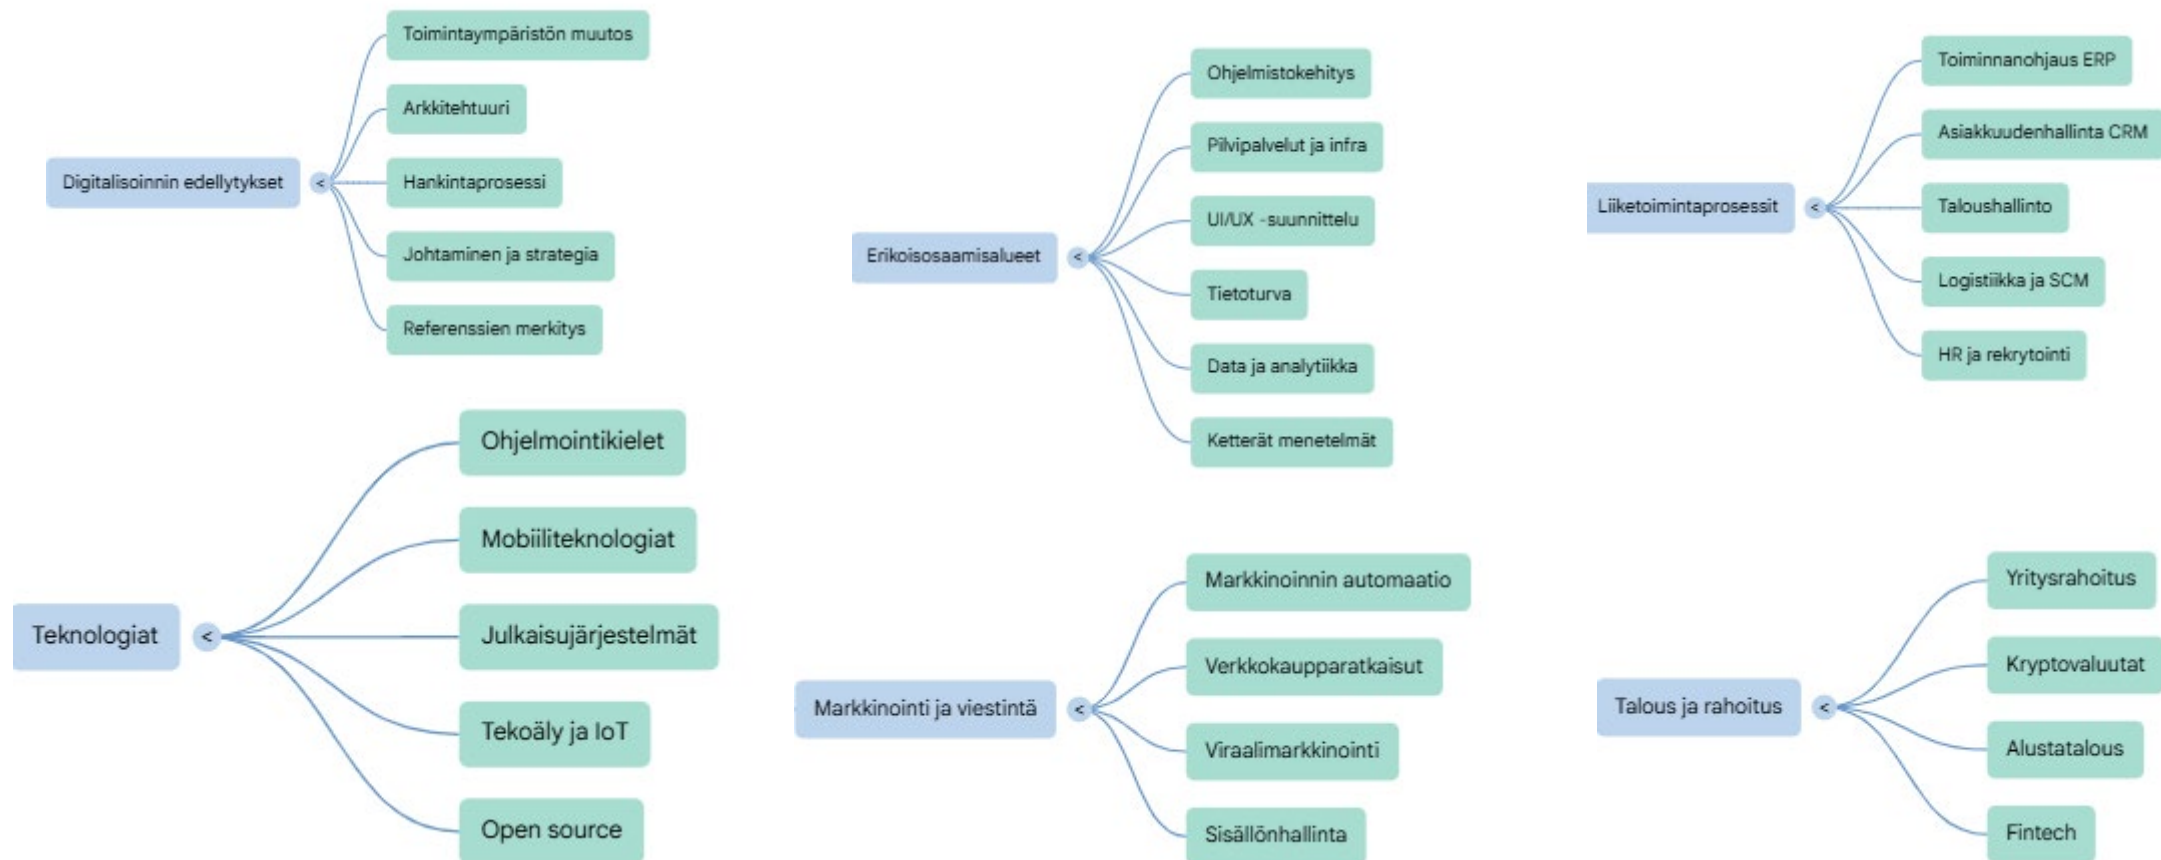 Digitalisoinnin edellytykset
<
Toimintaympäristön muutos
Arkkitehtuuri
Hankintaprosessi
Johtaminen ja strategia
Referenssien merkitys
Erikoisosaamisalueet
<
Ohjelmistokehitys
Pilvipalvelut ja infra
UI/UX -suunnittelu
Tietoturva
Data ja analytiikka
Ketterät menetelmät
Liiketoimintaprosessit
<
Toiminnanohjaus ERP
Asiakkuudenhallinta CRM
Taloushallinto
Logistiikka ja SCM
HR ja rekrytointi
Teknologiat
<
Ohjelmointikielet
Mobiiliteknologiat
Julkaisujärjestelmät
Tekoäly ja IoT
Open source
Markkinointi ja viestintä
<
Markkinoinnin automaatio
Verkkokaupparatkaisut
Viraalimarkkinointi
Sisällönhallinta
Talous ja rahoitus
<
Yritysrahoitus
Kryptovaluutat
Alustatalous
Fintech